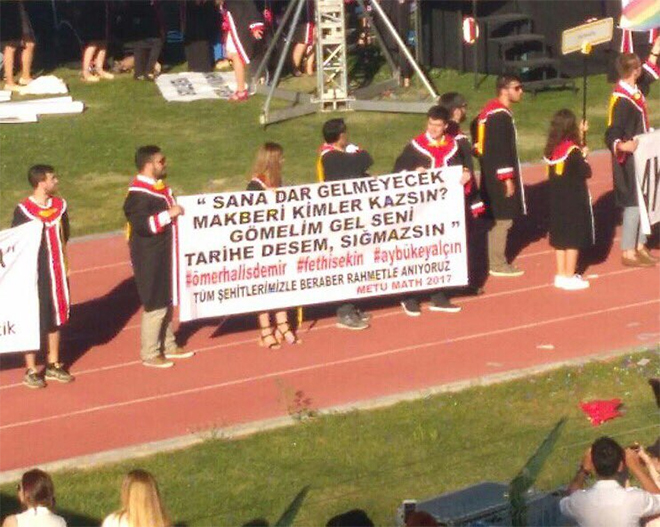 " SANA DAR GELMEYECEK
MAKBERİ KİMLER KAZSIN?
GÖMELİM GEL SENİ
TARİHE DESEM, SIĞMAZSIN "
#ömerhalisdemir #fethisekin #aybükeyalçın
TÜM ŞEHİTLERİMİZLE BERABER RAHMETLE ANIYORUZ
METU MATH 2017